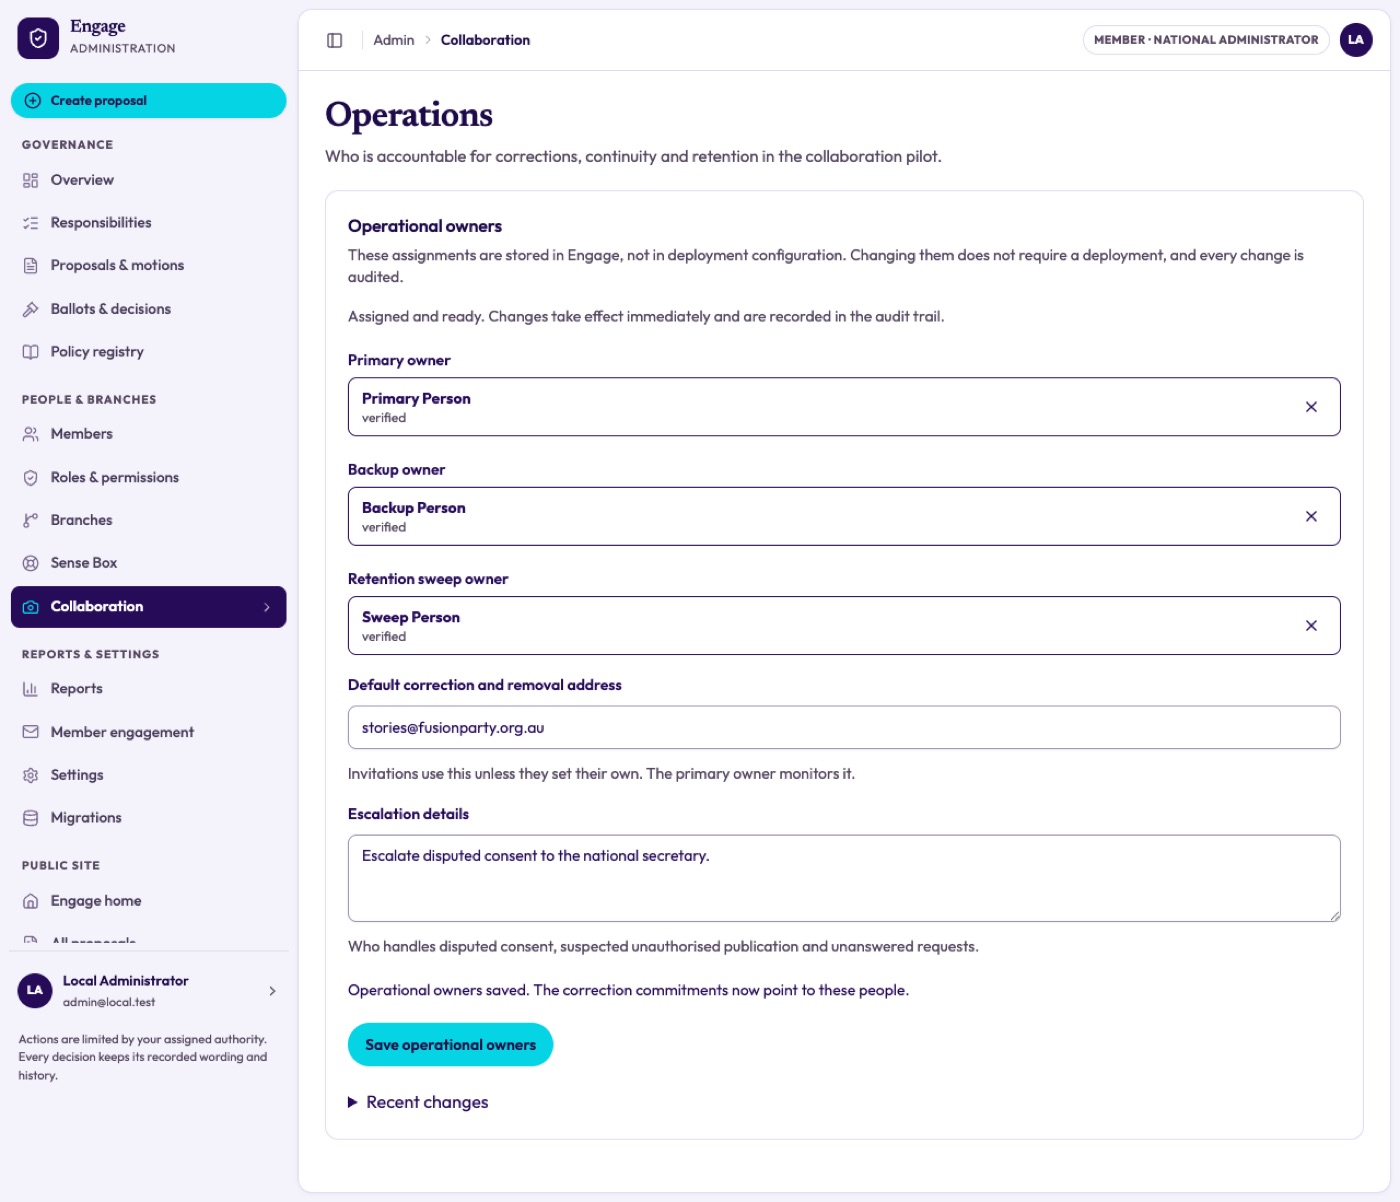 Engage
ADMINISTRATION
Create proposal
GOVERNANCE
Overview
Responsibilities
Proposals & motions
Ballots & decisions
Policy registry
PEOPLE & BRANCHES
Members
Roles & permissions
Branches
Sense Box
Collaboration
REPORTS & SETTINGS
Reports
Member engagement
Settings
Migrations
PUBLIC SITE
Engage home
All proposals
LA
Local Administrator
admin@local.test
Actions are limited by your assigned authority.
Every decision keeps its recorded wording and
history.
Admin > Collaboration
MEMBER · NATIONAL ADMINISTRATOR
LA
Operations
Who is accountable for corrections, continuity and retention in the collaboration pilot.
Operational owners
These assignments are stored in Engage, not in deployment configuration. Changing them does not require a deployment, and every change is
audited.
Assigned and ready. Changes take effect immediately and are recorded in the audit trail.
Primary owner
Primary Person
verified
Backup owner
Backup Person
verified
Retention sweep owner
Sweep Person
verified
Default correction and removal address
stories@fusionparty.org.au
Invitations use this unless they set their own. The primary owner monitors it.
Escalation details
Escalate disputed consent to the national secretary.
Who handles disputed consent, suspected unauthorised publication and unanswered requests.
Operational owners saved. The correction commitments now point to these people.
Save operational owners
Recent changes